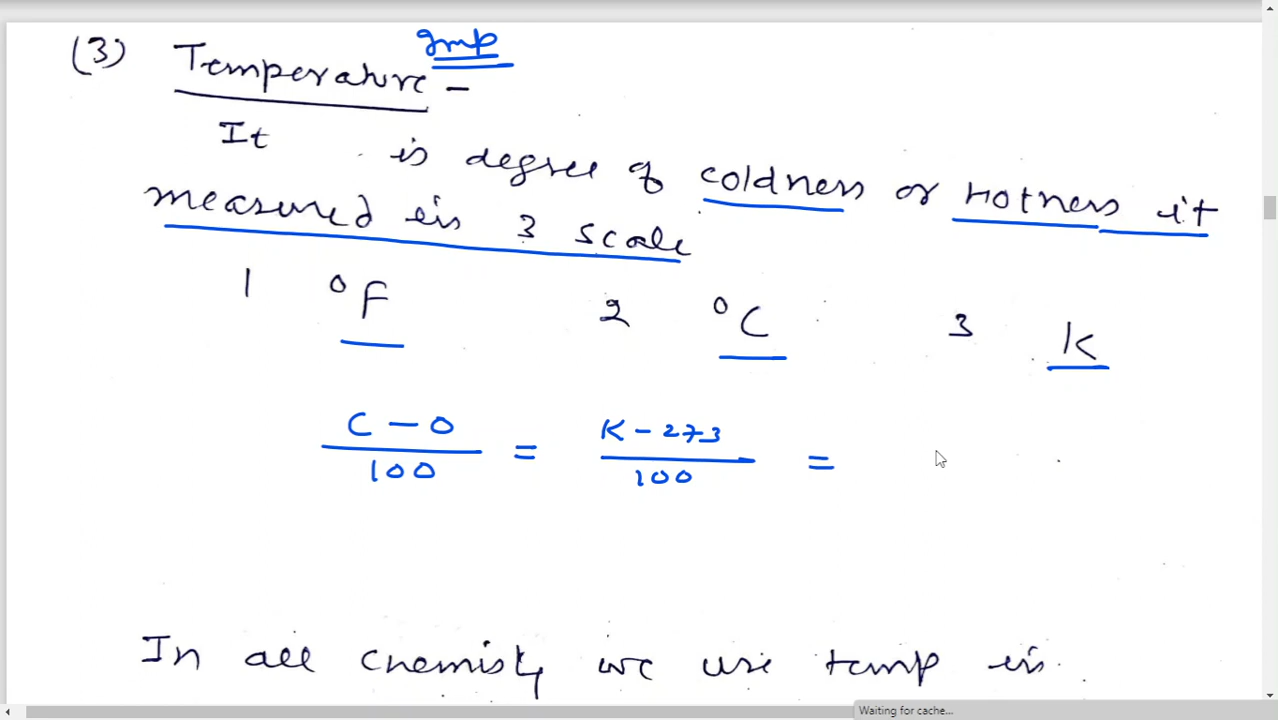 Imp
(3) Temperature -
It is degree of coldness or Hotness it
measured in 3 scale
1 °F 2 °C 3 K
C - 0 / 100 = K - 273 / 100 =
In all chemisty we use temp in
Waiting for cache...